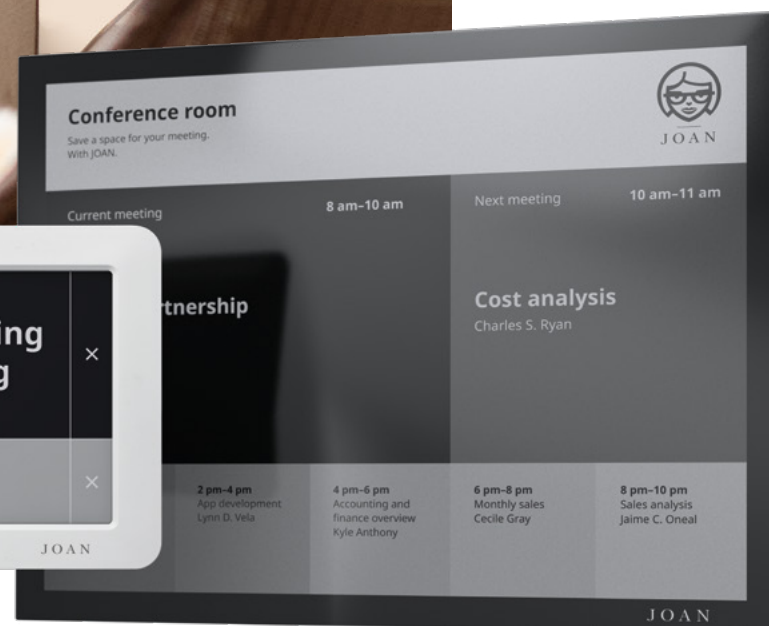 Conference room
Save a space for your meeting.
With JOAN.
JOAN
Current meeting
8 am–10 am
Next meeting
10 am–11 am
rtnership
Cost analysis
Charles S. Ryan
ing
g
2 pm–4 pm
App development
Lynn D. Vela
4 pm–6 pm
Accounting and
finance overview
Kyle Anthony
6 pm–8 pm
Monthly sales
Cecile Gray
8 pm–10 pm
Sales analysis
Jaime C. Oneal
JOAN
JOAN